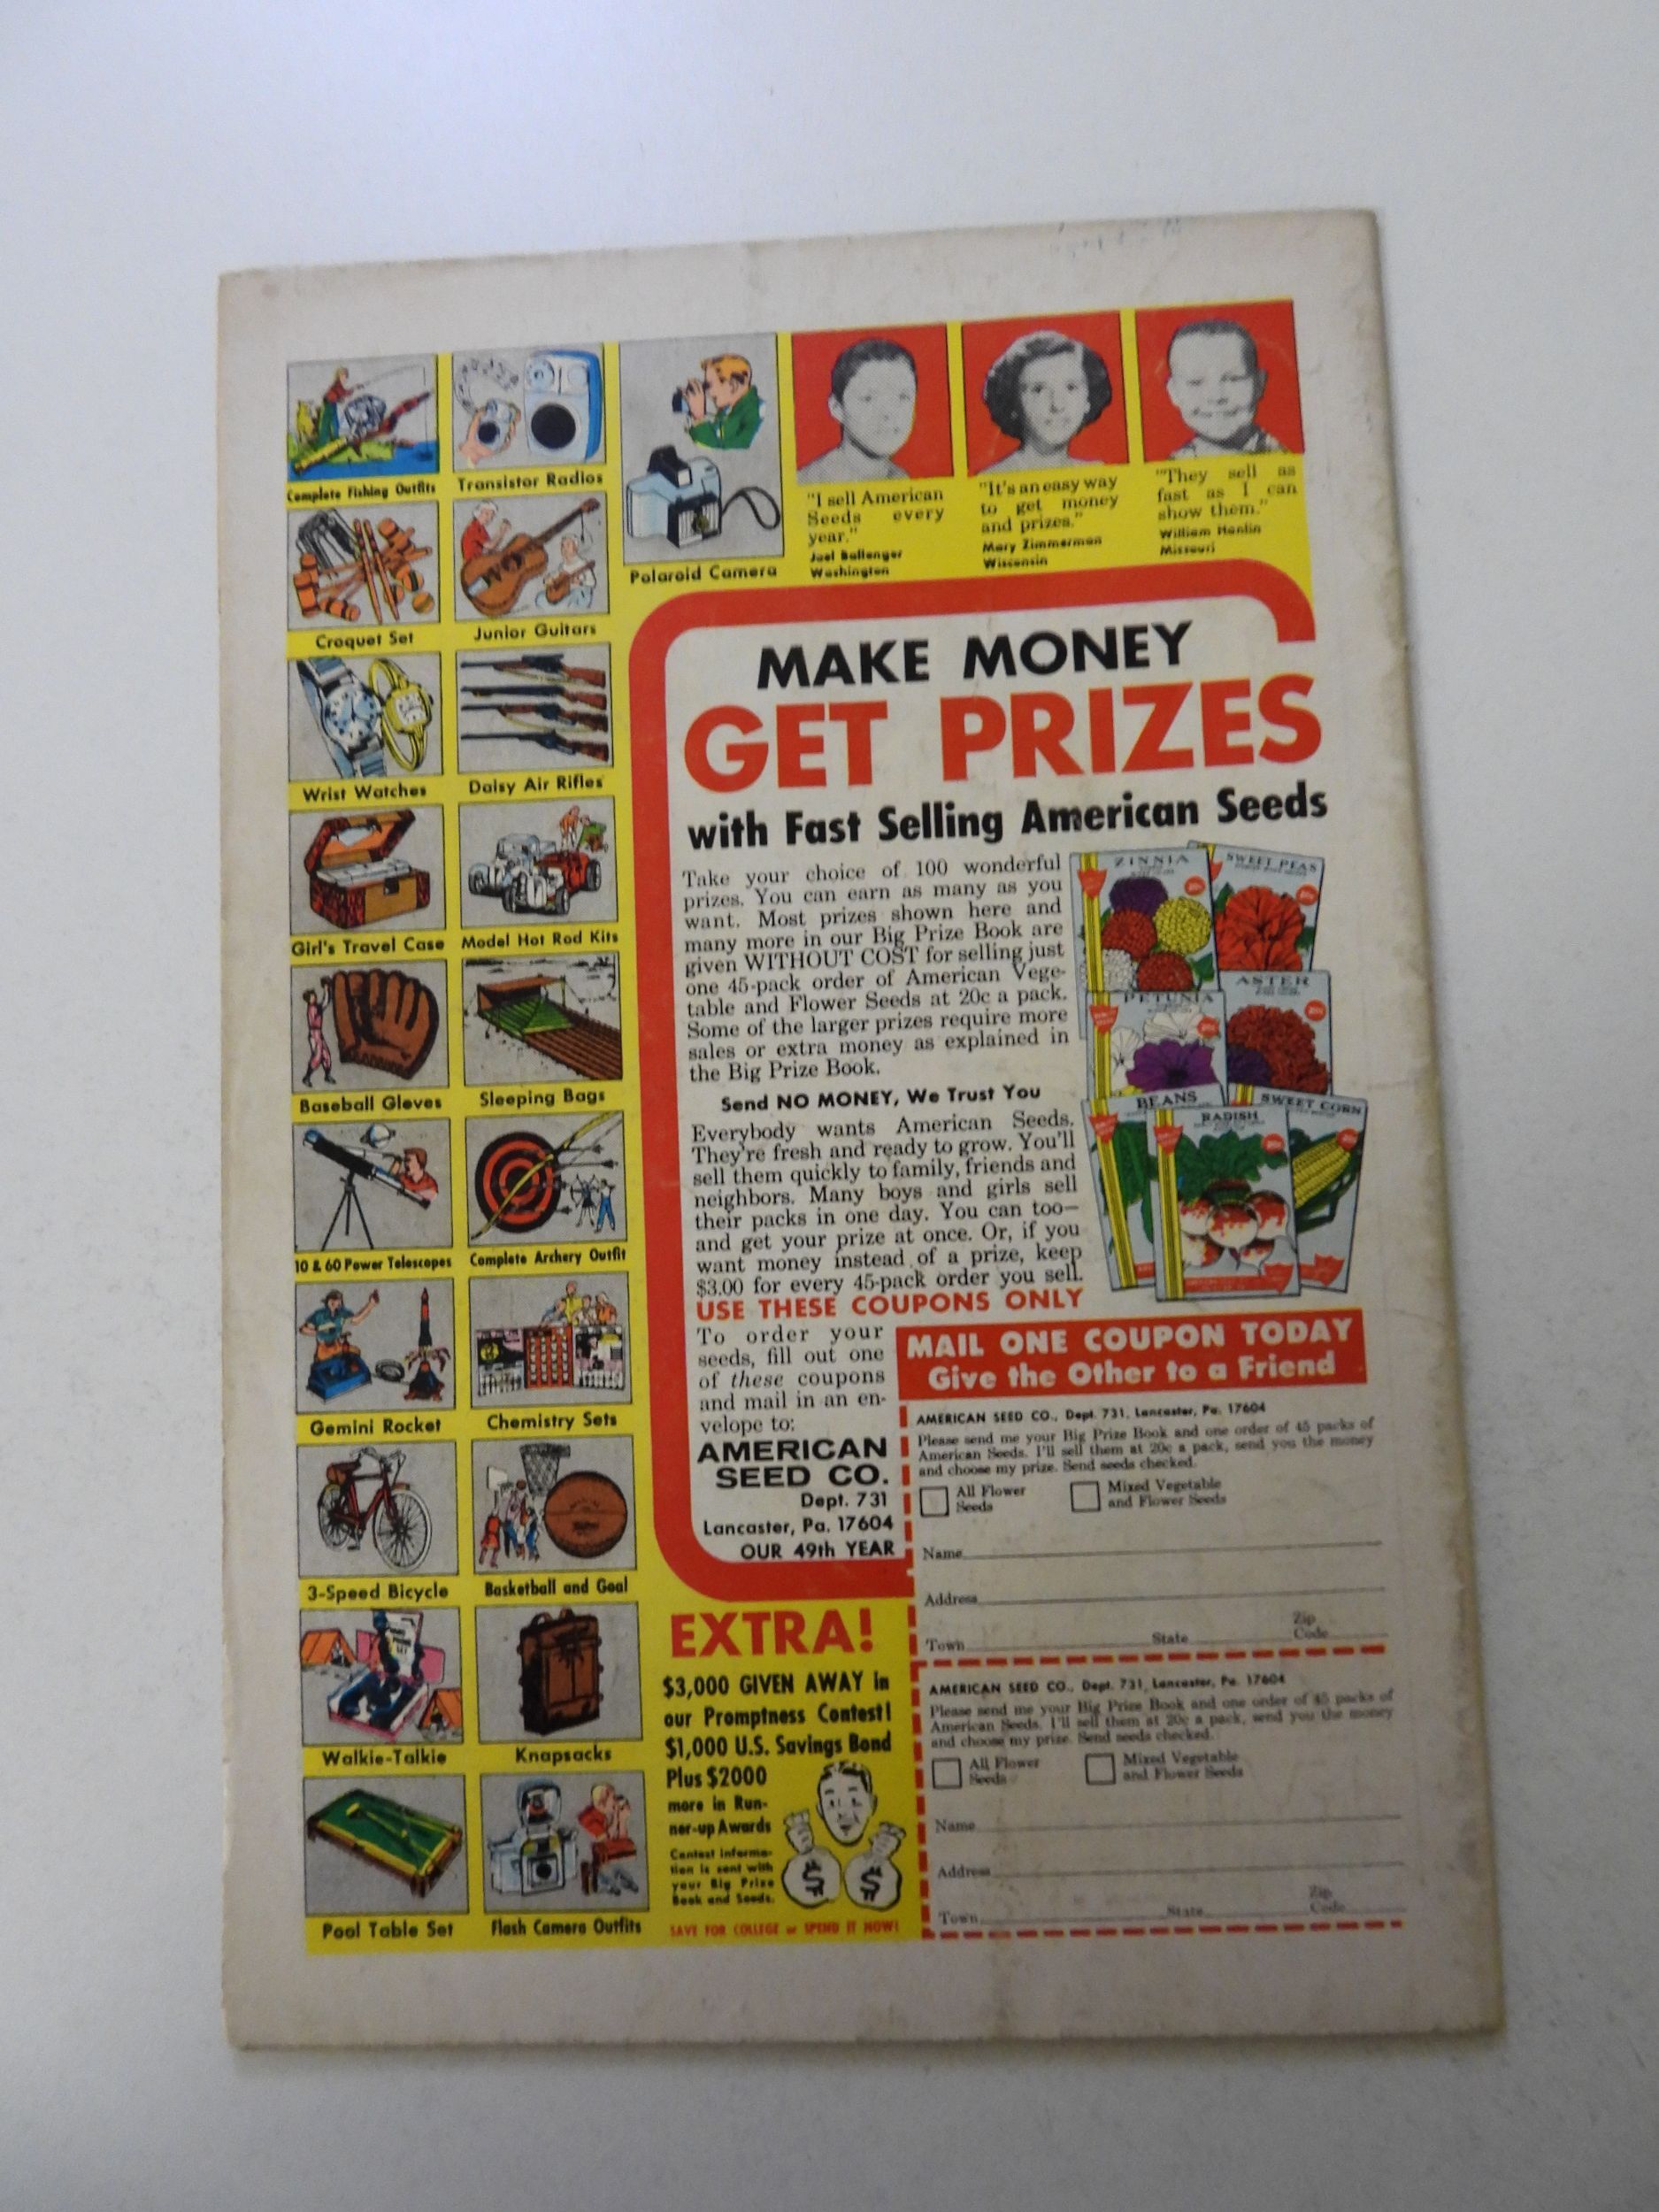 Complete Fishing Outfits
Transistor Radios
Polaroid Camera
Croquet Set
Junior Guitars
Wrist Watches
Daisy Air Rifles
Girl's Travel Case
Model Hot Rod Kits
Baseball Gloves
Sleeping Bags
10 & 60 Power Telescopes
Complete Archery Outfit
Gemini Rocket
Chemistry Sets
3-Speed Bicycle
Basketball and Goal
Walkie-Talkie
Knapsacks
Pool Table Set
Flash Camera Outfits
"I sell American
Seeds every
year."
Joel Ballenger
Washington
"It's an easy way
to get money
and prizes."
Mary Zimmerman
Wisconsin
"They sell as
fast as I can
show them."
William Hanlin
Missouri
MAKE MONEY
GET PRIZES
with Fast Selling American Seeds
Take your choice of 100 wonderful
prizes. You can earn as many as you
want. Most prizes shown here and
many more in our Big Prize Book are
given WITHOUT COST for selling just
one 45-pack order of American Vege-
table and Flower Seeds at 20c a pack.
Some of the larger prizes require more
sales or extra money as explained in
the Big Prize Book.
Send NO MONEY, We Trust You
Everybody wants American Seeds.
They're fresh and ready to grow. You'll
sell them quickly to family, friends and
neighbors. Many boys and girls sell
their packs in one day. You can too—
and get your prize at once. Or, if you
want money instead of a prize, keep
$3.00 for every 45-pack order you sell.
USE THESE COUPONS ONLY
ZINNIA
SWEET PEAS
PETUNIA
ASTER
BEANS
RADISH
SWEET CORN
To order your
seeds, fill out one
of these coupons
and mail in an en-
velope to:
AMERICAN
SEED CO.
Dept. 731
Lancaster, Pa. 17604
OUR 49th YEAR
MAIL ONE COUPON TODAY
Give the Other to a Friend
AMERICAN SEED CO., Dept. 731, Lancaster, Pa. 17604
Please send me your Big Prize Book and one order of 45 packs of
American Seeds. I'll sell them at 20c a pack, send you the money
and choose my prize. Send seeds checked.
All Flower
Seeds
Mixed Vegetable
and Flower Seeds
Name
Address
Town State Zip
Code
EXTRA!
$3,000 GIVEN AWAY in
our Promptness Contest!
$1,000 U.S. Savings Bond
Plus $2000
more in Run-
ner-up Awards
Contest informa-
tion is sent with
your Big Prize
Book and Seeds.
$ $
SAVE FOR COLLEGE or SPEND IT NOW!
AMERICAN SEED CO., Dept. 731, Lancaster, Pa. 17604
Please send me your Big Prize Book and one order of 45 packs of
American Seeds. I'll sell them at 20c a pack, send you the money
and choose my prize. Send seeds checked.
All Flower
Seeds
Mixed Vegetable
and Flower Seeds
Name
Address
Town State Zip
Code